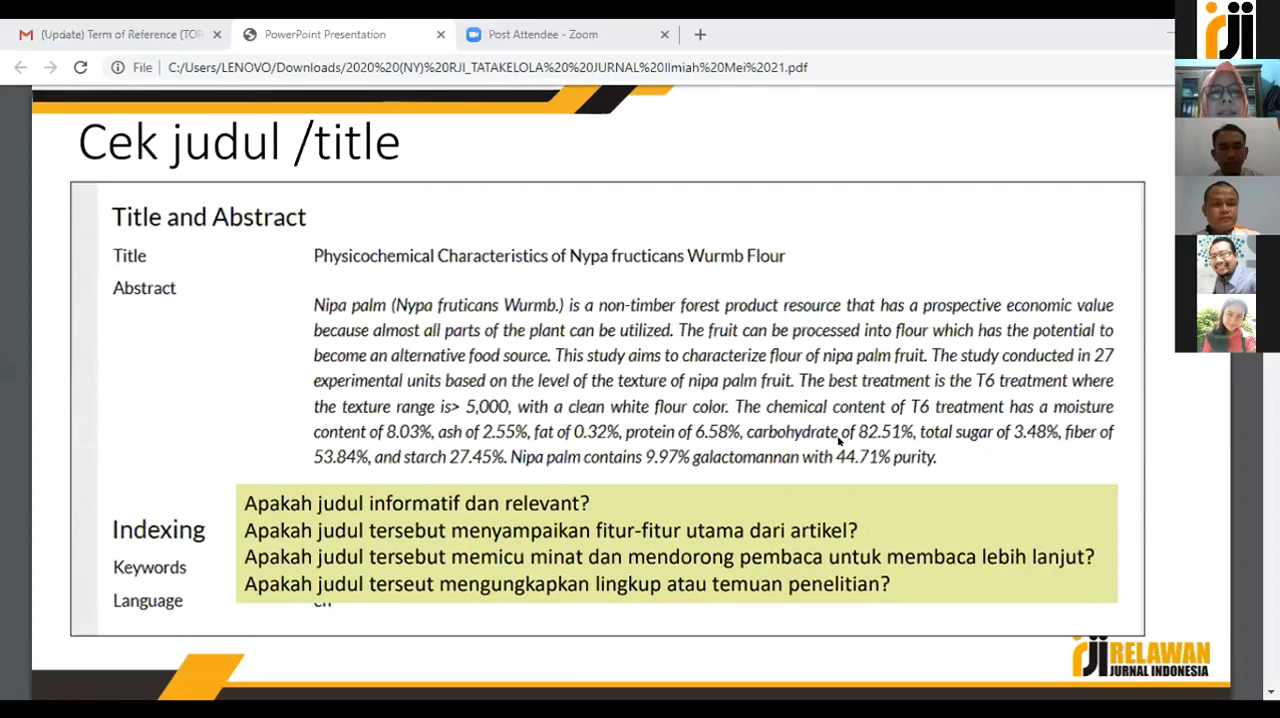 (Update) Term of Reference (TOR
PowerPoint Presentation
Post Attendee - Zoom
File
C:/Users/LENOVO/Downloads/2020%20(NY)%20RJI_TATAKELOLA%20%20JURNAL%20Ilmiah%20Mei%2021.pdf
rji
Cek judul /title
Title and Abstract
Title
Physicochemical Characteristics of Nypa fructicans Wurmb Flour
Abstract
Nipa palm (Nypa fruticans Wurmb.) is a non-timber forest product resource that has a prospective economic value
because almost all parts of the plant can be utilized. The fruit can be processed into flour which has the potential to
become an alternative food source. This study aims to characterize flour of nipa palm fruit. The study conducted in 27
experimental units based on the level of the texture of nipa palm fruit. The best treatment is the T6 treatment where
the texture range is> 5,000, with a clean white flour color. The chemical content of T6 treatment has a moisture
content of 8.03%, ash of 2.55%, fat of 0.32%, protein of 6.58%, carbohydrate of 82.51%, total sugar of 3.48%, fiber of
53.84%, and starch 27.45%. Nipa palm contains 9.97% galactomannan with 44.71% purity.
Apakah judul informatif dan relevant?
Apakah judul tersebut menyampaikan fitur-fitur utama dari artikel?
Apakah judul tersebut memicu minat dan mendorong pembaca untuk membaca lebih lanjut?
Apakah judul terseut mengungkapkan lingkup atau temuan penelitian?
Indexing
Keywords
Language
en
rji RELAWAN
JURNAL INDONESIA